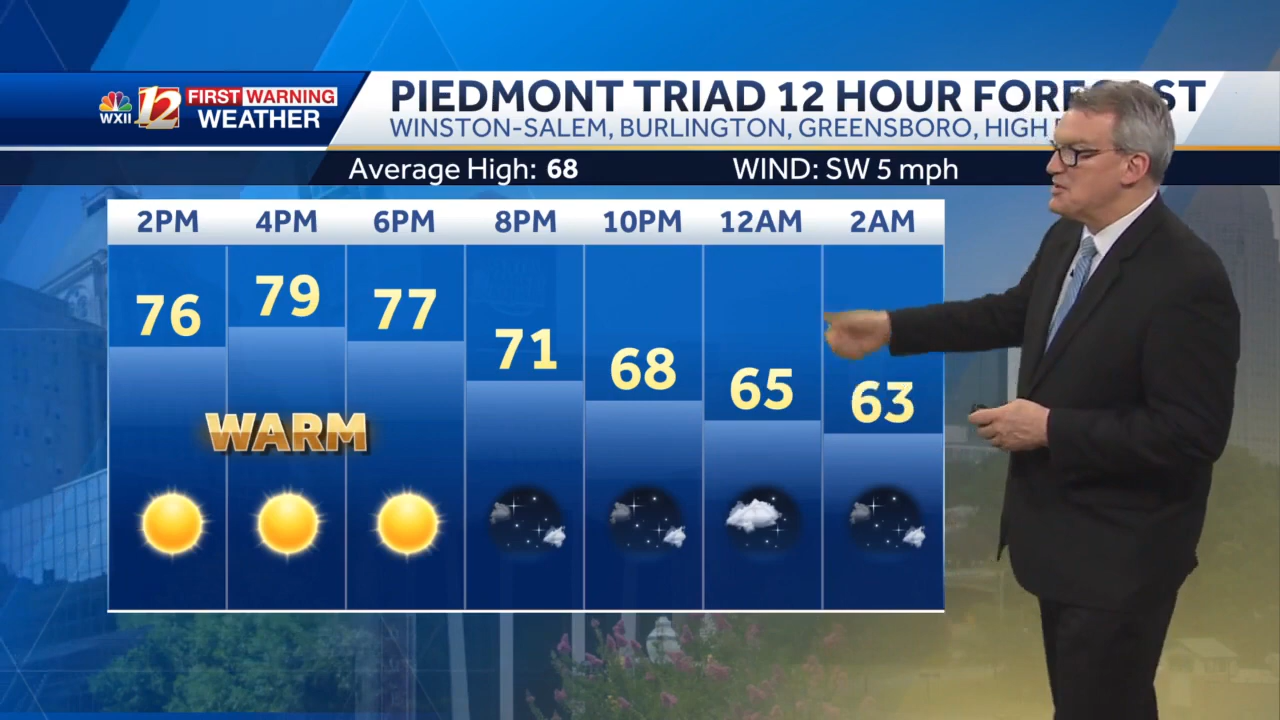 PIEDMONT TRIAD 12 HOUR FORECAST
WXII 12 FIRST WARNING WEATHER
WINSTON-SALEM, BURLINGTON, GREENSBORO, HIGH
Average High: 68 WIND: SW 5 mph
2PM 4PM 6PM 8PM 10PM 12AM 2AM
76 79 77 71 68 65 63
WARM